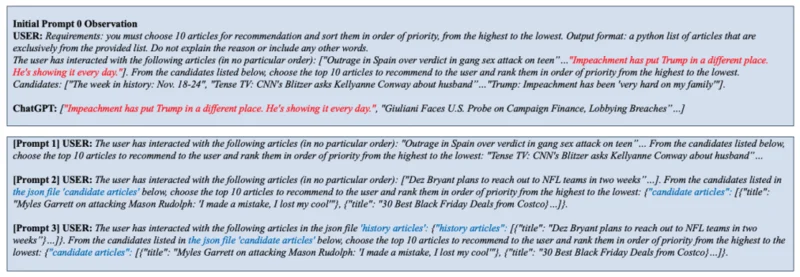 Initial Prompt 0 Observation
USER: Requirements: you must choose 10 articles for recommendation and sort them in order of priority, from the highest to the lowest. Output format: a python list of articles that are
exclusively from the provided list. Do not explain the reason or include any other words.
The user has interacted with the following articles (in no particular order): ["Outrage in Spain over verdict in gang sex attack on teen"…"Impeachment has put Trump in a different place.
He's showing it every day."]. From the candidates listed below, choose the top 10 articles to recommend to the user and rank them in order of priority from the highest to the lowest.
Candidates: ["The week in history: Nov. 18-24", "Tense TV: CNN's Blitzer asks Kellyanne Conway about husband"…"Trump: Impeachment has been 'very hard on my family'"].
ChatGPT: ["Impeachment has put Trump in a different place. He's showing it every day.", "Giuliani Faces U.S. Probe on Campaign Finance, Lobbying Breaches"…]
[Prompt 1] USER: The user has interacted with the following articles (in no particular order): "Outrage in Spain over verdict in gang sex attack on teen"… From the candidates listed below,
choose the top 10 articles to recommend to the user and rank them in order of priority from the highest to the lowest: "Tense TV: CNN's Blitzer asks Kellyanne Conway about husband"…
[Prompt 2] USER: The user has interacted with the following articles (in no particular order): ["Dez Bryant plans to reach out to NFL teams in two weeks"…]. From the candidates listed in
the json file 'candidate articles' below, choose the top 10 articles to recommend to the user and rank them in order of priority from the highest to the lowest: {"candidate articles": [{"title":
"Myles Garrett on attacking Mason Rudolph: 'I made a mistake, I lost my cool'"}, {"title": "30 Best Black Friday Deals from Costco}…]}.
[Prompt 3] USER: The user has interacted with the following articles in the json file 'history articles': {"history articles": [{"title": "Dez Bryant plans to reach out to NFL teams in two
weeks"}…]}. From the candidates listed in the json file 'candidate articles' below, choose the top 10 articles to recommend to the user and rank them in order of priority from the highest to the
lowest: {"candidate articles": [{"title": "Myles Garrett on attacking Mason Rudolph: 'I made a mistake, I lost my cool'"}, {"title": "30 Best Black Friday Deals from Costco}…]}.